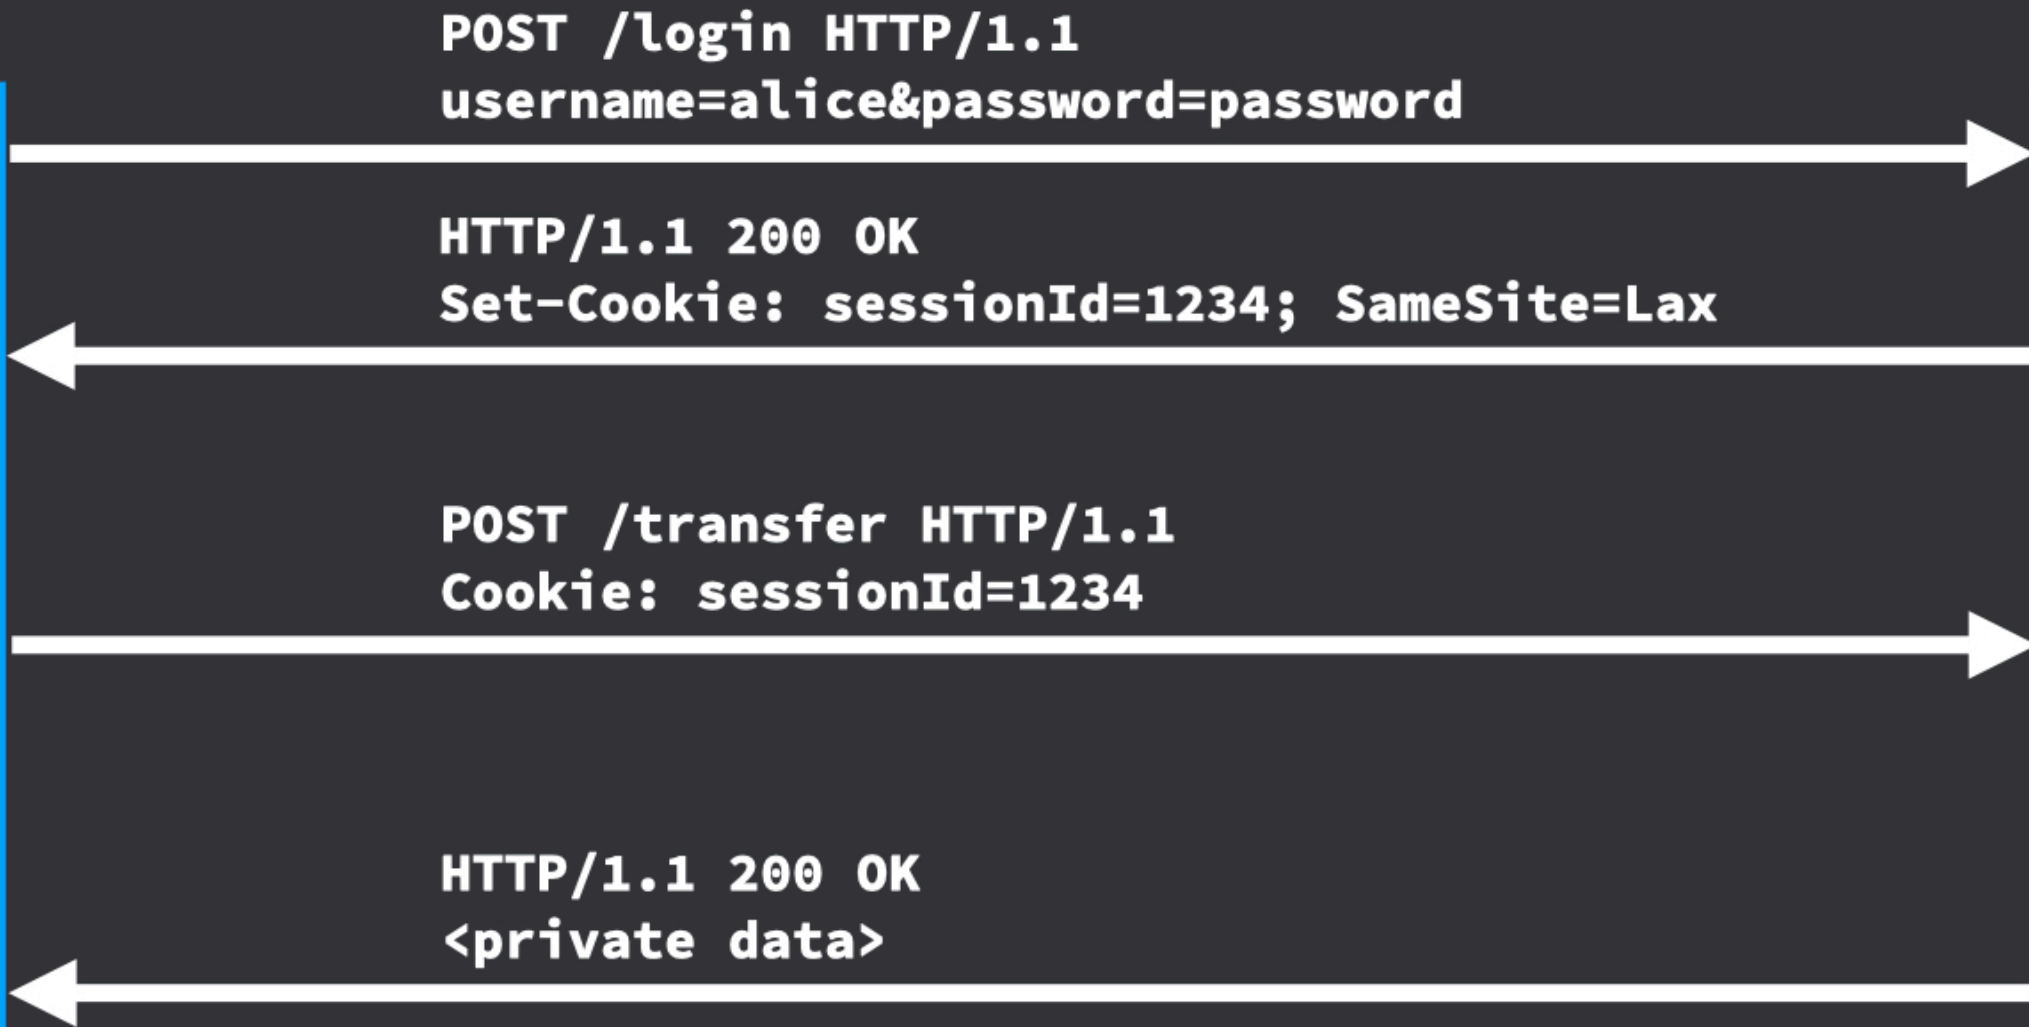 POST /login HTTP/1.1
username=alice&password=password
HTTP/1.1 200 OK
Set-Cookie: sessionId=1234; SameSite=Lax
POST /transfer HTTP/1.1
Cookie: sessionId=1234
HTTP/1.1 200 OK
<private data>